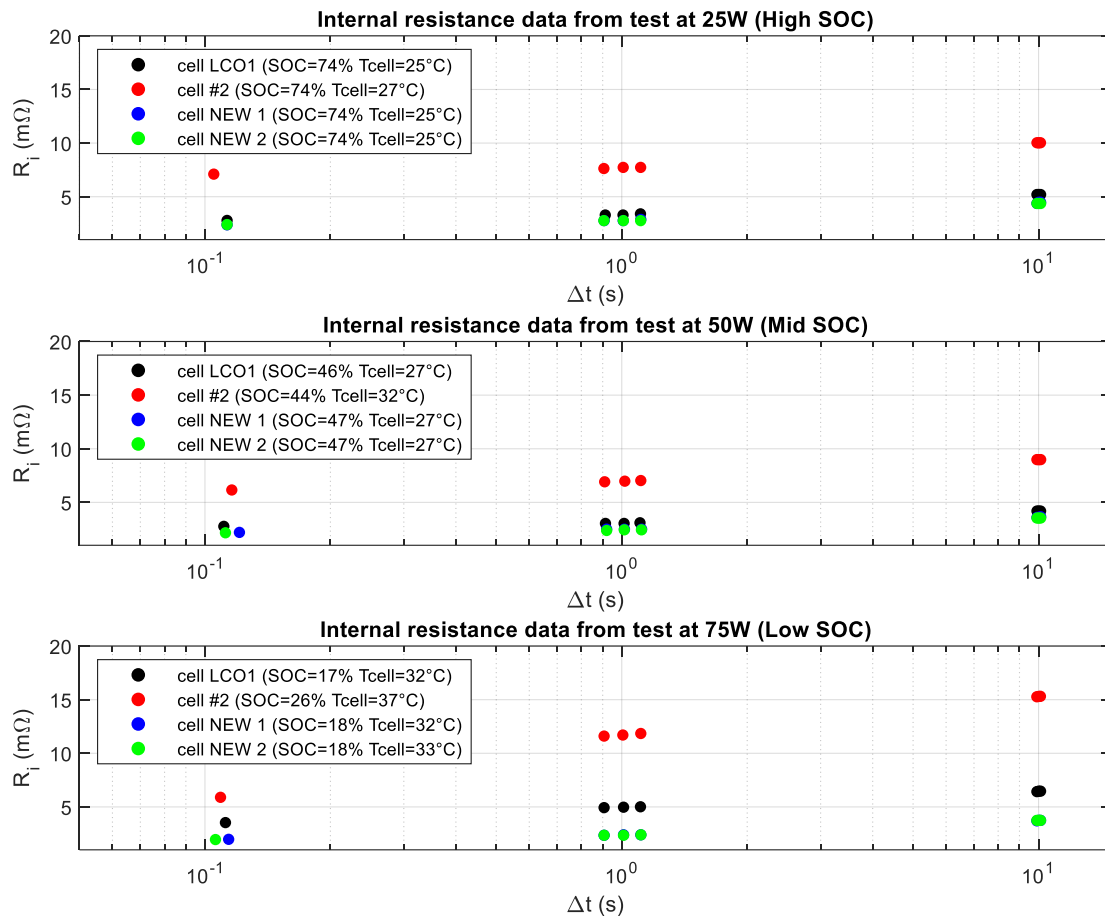 Internal resistance data from test at 25W (High SOC)
20
15
10
5
R_i (mΩ)
cell LCO1 (SOC=74% Tcell=25°C)
cell #2 (SOC=74% Tcell=27°C)
cell NEW 1 (SOC=74% Tcell=25°C)
cell NEW 2 (SOC=74% Tcell=25°C)
10^-1
10^0
10^1
Δt (s)
Internal resistance data from test at 50W (Mid SOC)
20
15
10
5
R_i (mΩ)
cell LCO1 (SOC=46% Tcell=27°C)
cell #2 (SOC=44% Tcell=32°C)
cell NEW 1 (SOC=47% Tcell=27°C)
cell NEW 2 (SOC=47% Tcell=27°C)
10^-1
10^0
10^1
Δt (s)
Internal resistance data from test at 75W (Low SOC)
20
15
10
5
R_i (mΩ)
cell LCO1 (SOC=17% Tcell=32°C)
cell #2 (SOC=26% Tcell=37°C)
cell NEW 1 (SOC=18% Tcell=32°C)
cell NEW 2 (SOC=18% Tcell=33°C)
10^-1
10^0
10^1
Δt (s)